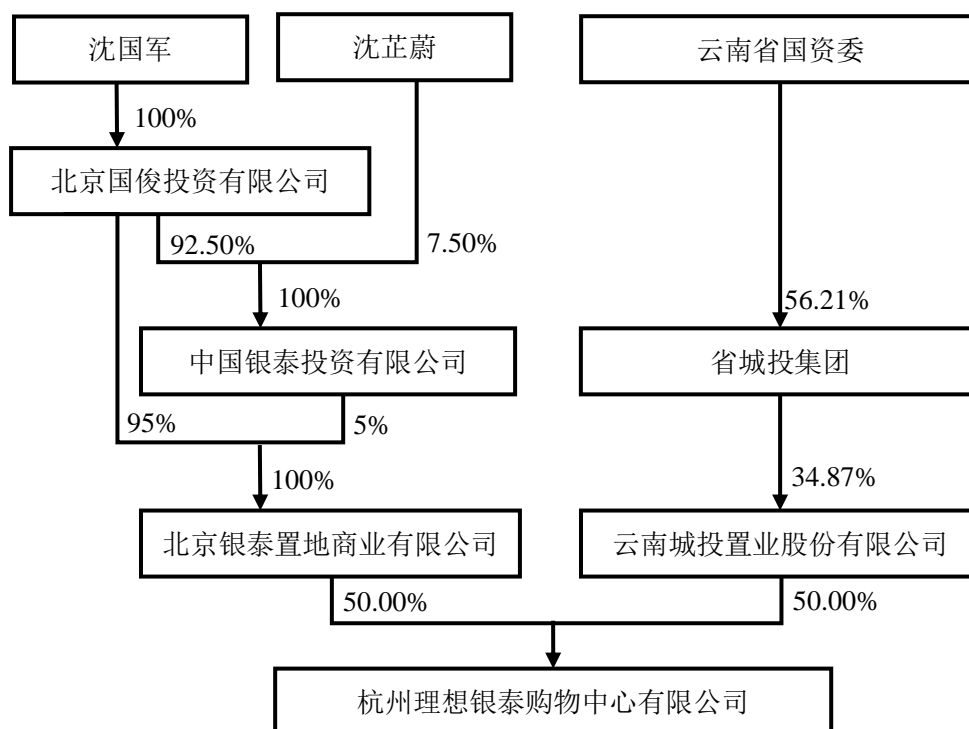 沈国军
沈芷蔚
云南省国资委
100%
北京国俊投资有限公司
92.50%
7.50%
100%
56.21%
中国银泰投资有限公司
省城投集团
95%
5%
100%
34.87%
北京银泰置地商业有限公司
云南城投置业股份有限公司
50.00%
50.00%
杭州理想银泰购物中心有限公司